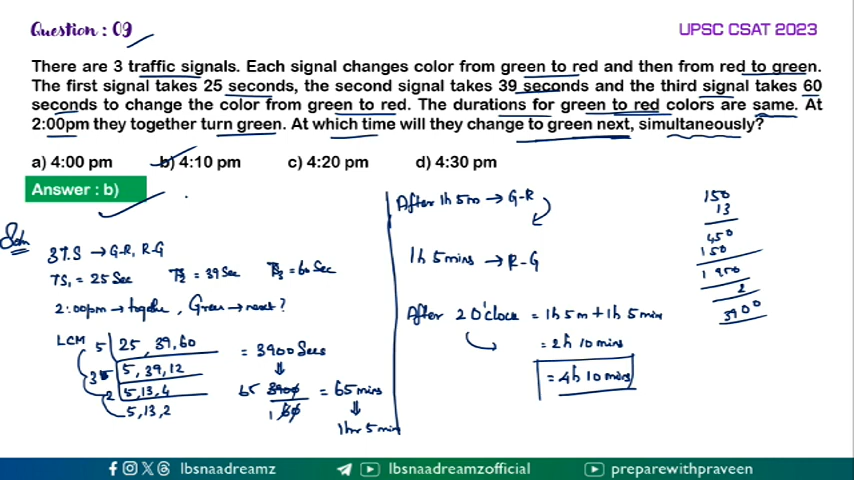 Question : 09
UPSC CSAT 2023
There are 3 traffic signals. Each signal changes color from green to red and then from red to green.
The first signal takes 25 seconds, the second signal takes 39 seconds and the third signal takes 60
seconds to change the color from green to red. The durations for green to red colors are same. At
2:00pm they together turn green. At which time will they change to green next, simultaneously?
a) 4:00 pm b) 4:10 pm c) 4:20 pm d) 4:30 pm
Answer : b)
Soln
3T.S → G-R, R-G
TS₁ = 25 Sec TS₂ = 39 Sec TS₃ = 60 Sec
2:00pm → together, Green → next?
LCM 5 | 25, 39, 60
5, 39, 12
5, 13, 4
2
5, 13, 2
= 3900 Secs
⇓
65 3900
1 60
= 65 mins
⇓
1hr 5 min
After 1h 5m → G-R
1h 5 mins → R-G
After 2 O'clock = 1h 5m + 1h 5 min
= 2h 10 mins
= 4h 10 mins
150
13
450
150
1950
2
3900
lbsnaadreamz lbsnaadreamzofficial preparewithpraveen